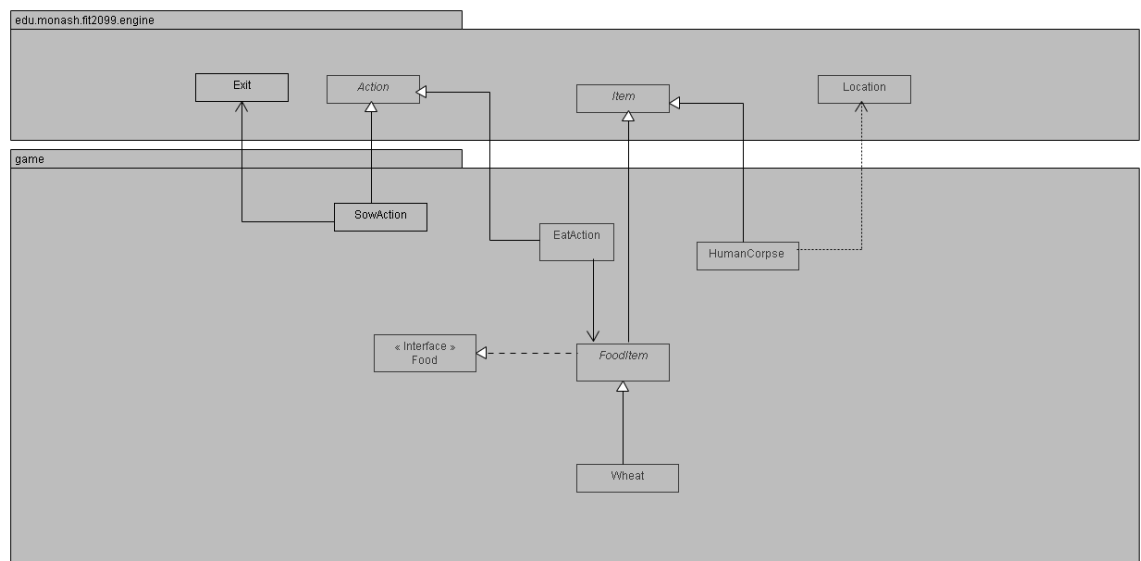 edu.monash.fit2099.engine
Exit
Action
Item
Location
game
SowAction
EatAction
HumanCorpse
« Interface »
Food
FoodItem
Wheat